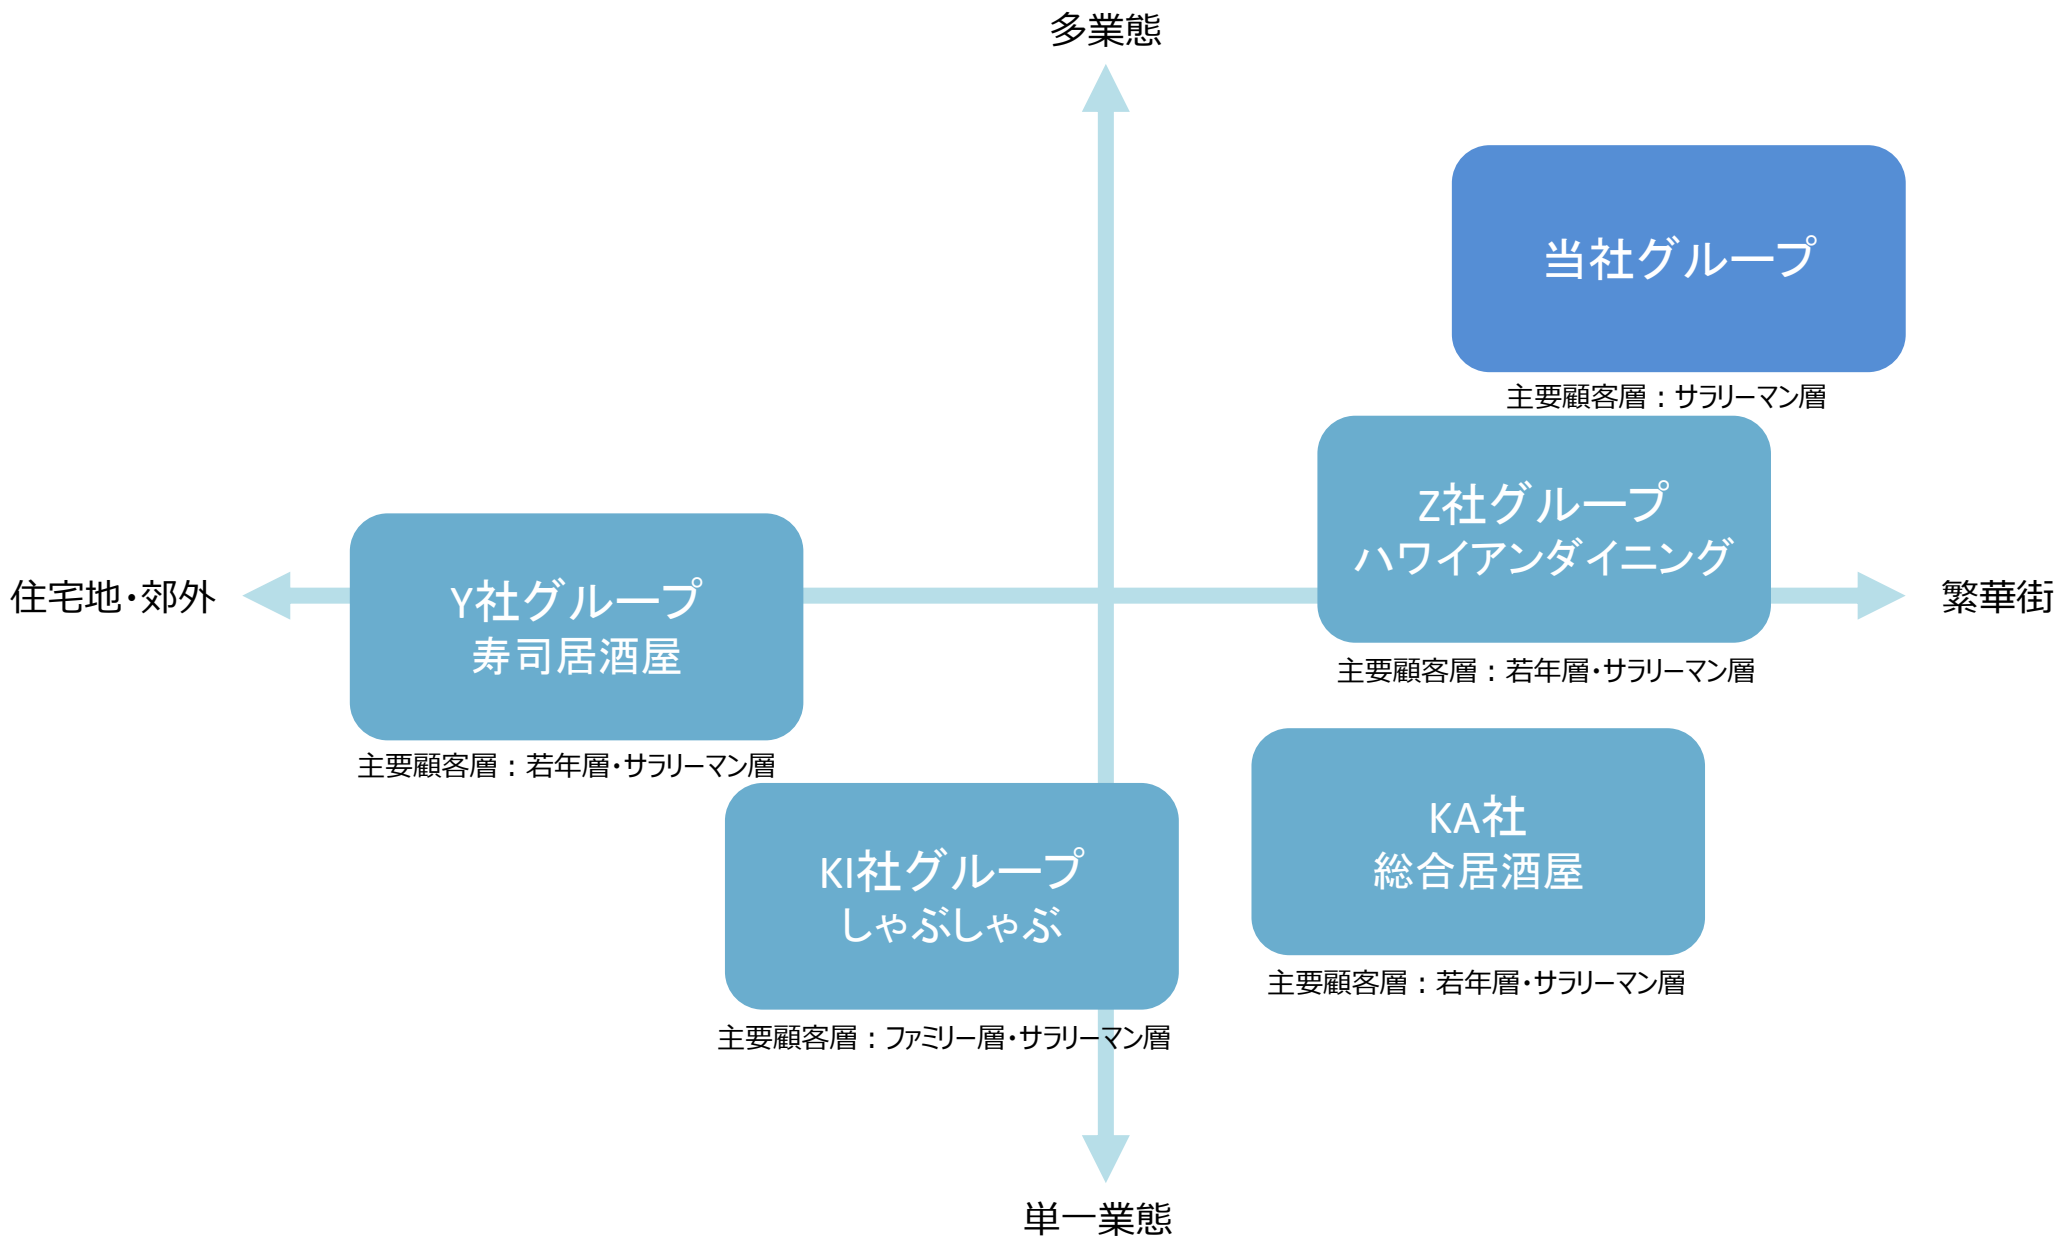 多業態
当社グループ
主要顧客層：サラリーマン層
Z社グループ
ハワイアンダイニング
主要顧客層：若年層・サラリーマン層
住宅地・郊外
Y社グループ
寿司居酒屋
主要顧客層：若年層・サラリーマン層
繁華街
KI社グループ
しゃぶしゃぶ
主要顧客層：ファミリー層・サラリーマン層
KA社
総合居酒屋
主要顧客層：若年層・サラリーマン層
単一業態